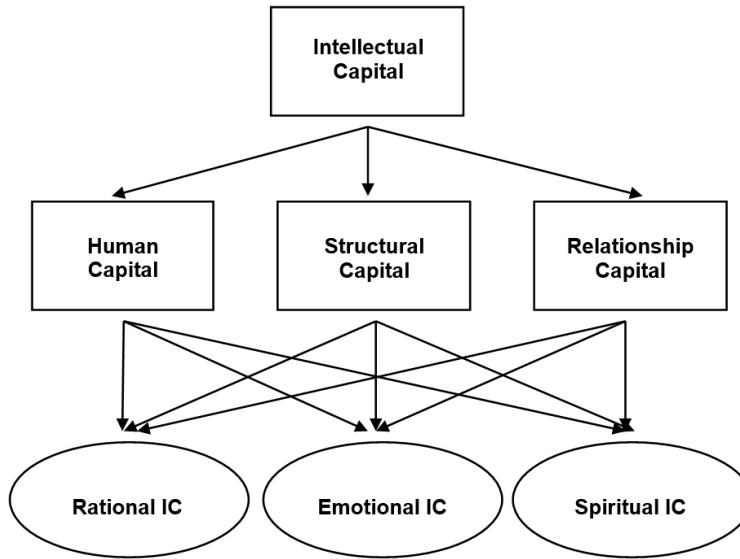 Intellectual
Capital
Human
Capital
Structural
Capital
Relationship
Capital
Rational IC
Emotional IC
Spiritual IC